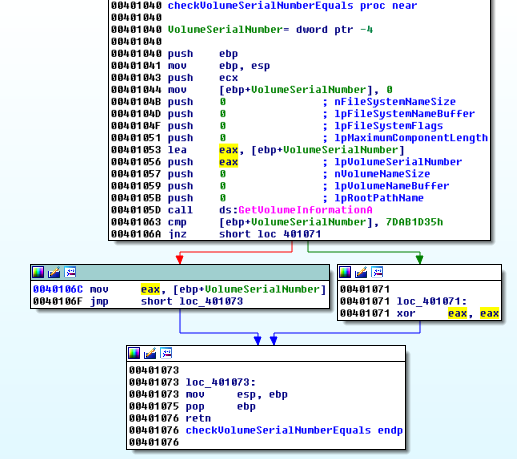 00401040 checkVolumeSerialNumberEquals proc near
00401040
00401040 VolumeSerialNumber= dword ptr -4
00401040
00401040 push ebp
00401041 mov ebp, esp
00401043 push ecx
00401044 mov [ebp+VolumeSerialNumber], 0
0040104B push 0 ; nFileSystemNameSize
0040104D push 0 ; lpFileSystemNameBuffer
0040104F push 0 ; lpFileSystemFlags
00401051 push 0 ; lpMaximumComponentLength
00401053 lea eax, [ebp+VolumeSerialNumber]
00401056 push eax ; lpVolumeSerialNumber
00401057 push 0 ; nVolumeNameSize
00401059 push 0 ; lpVolumeNameBuffer
0040105B push 0 ; lpRootPathName
0040105D call ds:GetVolumeInformationA
00401063 cmp [ebp+VolumeSerialNumber], 7DAB1D35h
0040106A jnz short loc_401071
0040106C mov eax, [ebp+VolumeSerialNumber]
0040106F jmp short loc_401073
00401071
00401071 loc_401071:
00401071 xor eax, eax
00401073
00401073 loc_401073:
00401073 mov esp, ebp
00401075 pop ebp
00401076 retn
00401076 checkVolumeSerialNumberEquals endp
00401076